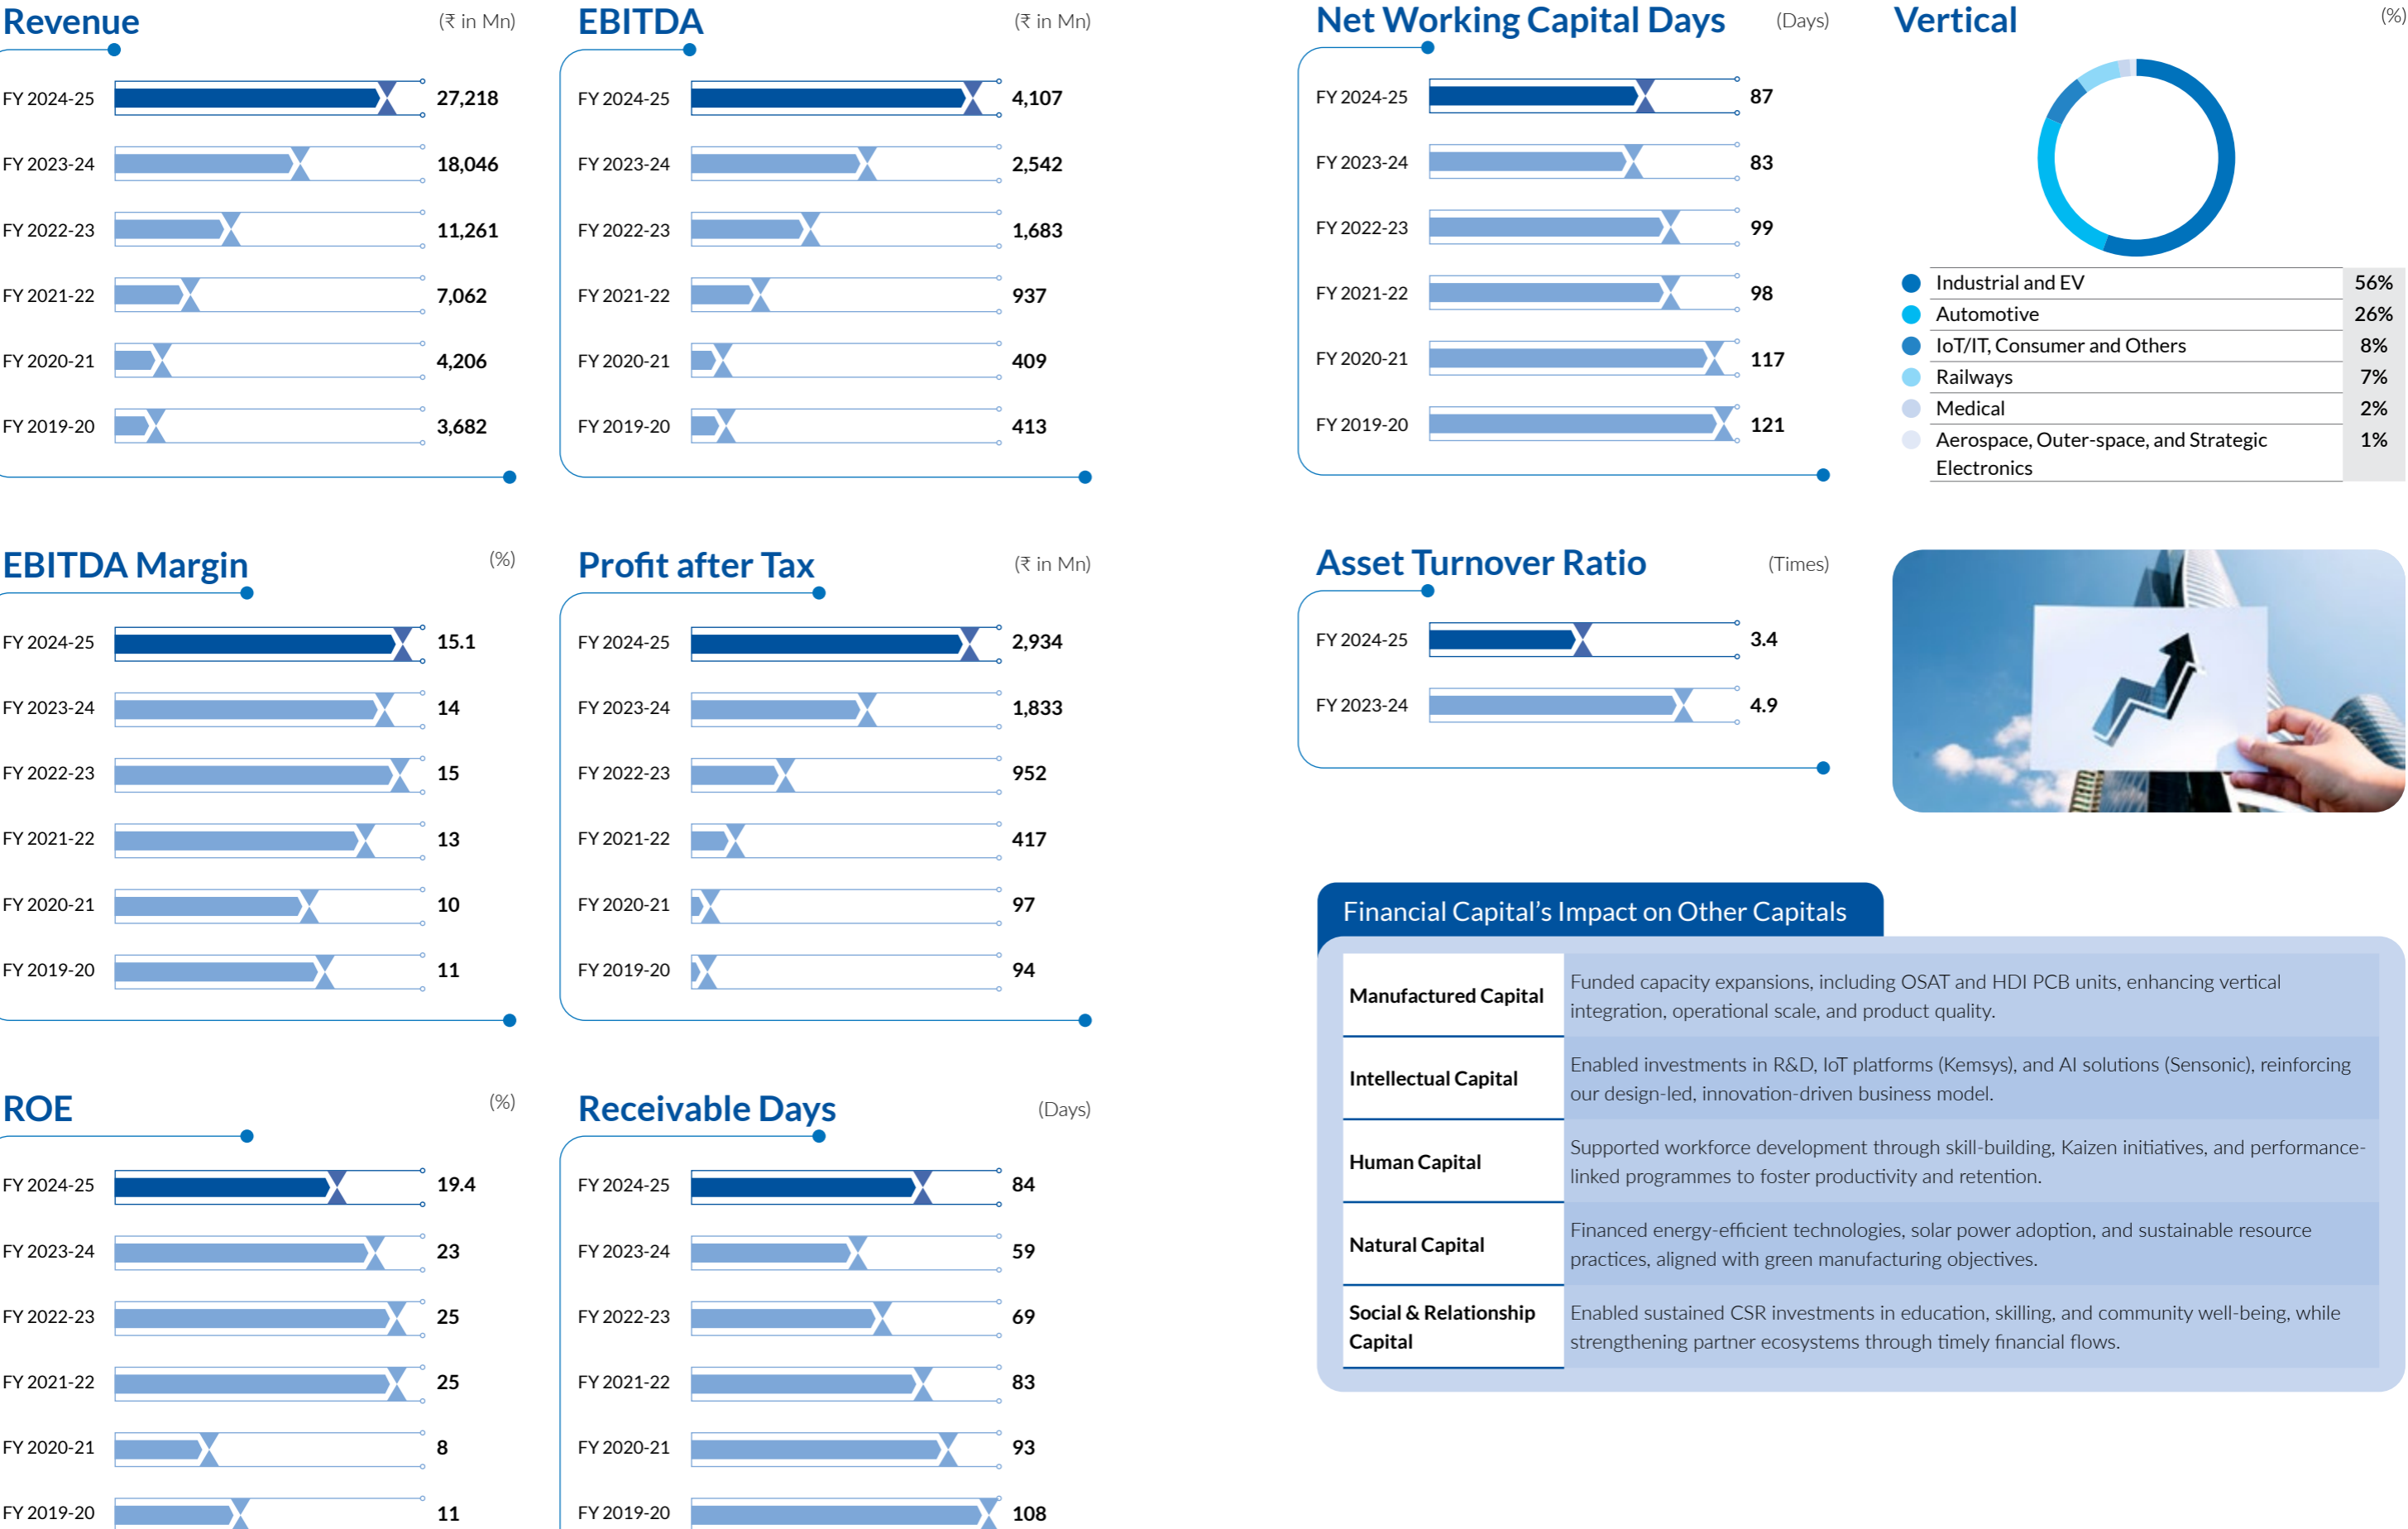 Revenue
(₹ in Mn)
FY 2024-25 27,218
FY 2023-24 18,046
FY 2022-23 11,261
FY 2021-22 7,062
FY 2020-21 4,206
FY 2019-20 3,682
EBITDA
(₹ in Mn)
FY 2024-25 4,107
FY 2023-24 2,542
FY 2022-23 1,683
FY 2021-22 937
FY 2020-21 409
FY 2019-20 413
EBITDA Margin
(%)
FY 2024-25 15.1
FY 2023-24 14
FY 2022-23 15
FY 2021-22 13
FY 2020-21 10
FY 2019-20 11
Profit after Tax
(₹ in Mn)
FY 2024-25 2,934
FY 2023-24 1,833
FY 2022-23 952
FY 2021-22 417
FY 2020-21 97
FY 2019-20 94
ROE
(%)
FY 2024-25 19.4
FY 2023-24 23
FY 2022-23 25
FY 2021-22 25
FY 2020-21 8
FY 2019-20 11
Receivable Days
(Days)
FY 2024-25 84
FY 2023-24 59
FY 2022-23 69
FY 2021-22 83
FY 2020-21 93
FY 2019-20 108
Net Working Capital Days
(Days)
FY 2024-25 87
FY 2023-24 83
FY 2022-23 99
FY 2021-22 98
FY 2020-21 117
FY 2019-20 121
Vertical
(%)
Industrial and EV 56%
Automotive 26%
IoT/IT, Consumer and Others 8%
Railways 7%
Medical 2%
Aerospace, Outer-space, and Strategic 1%
Electronics
Asset Turnover Ratio
(Times)
FY 2024-25 3.4
FY 2023-24 4.9
Financial Capital's Impact on Other Capitals
Manufactured Capital
Funded capacity expansions, including OSAT and HDI PCB units, enhancing vertical
integration, operational scale, and product quality.
Intellectual Capital
Enabled investments in R&D, IoT platforms (Kemsys), and AI solutions (Sensonic), reinforcing
our design-led, innovation-driven business model.
Human Capital
Supported workforce development through skill-building, Kaizen initiatives, and performance-
linked programmes to foster productivity and retention.
Natural Capital
Financed energy-efficient technologies, solar power adoption, and sustainable resource
practices, aligned with green manufacturing objectives.
Social & Relationship
Capital
Enabled sustained CSR investments in education, skilling, and community well-being, while
strengthening partner ecosystems through timely financial flows.